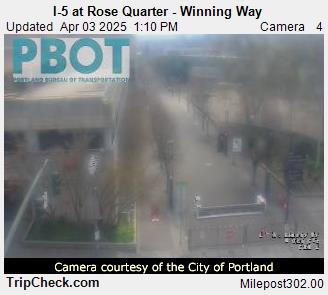 I-5 at Rose Quarter - Winning Way
Updated Apr 03 2025 1:10 PM Camera 4
PBOT
PORTLAND BUREAU OF TRANSPORTATION
Camera courtesy of the City of Portland
TripCheck.com Milepost302.00